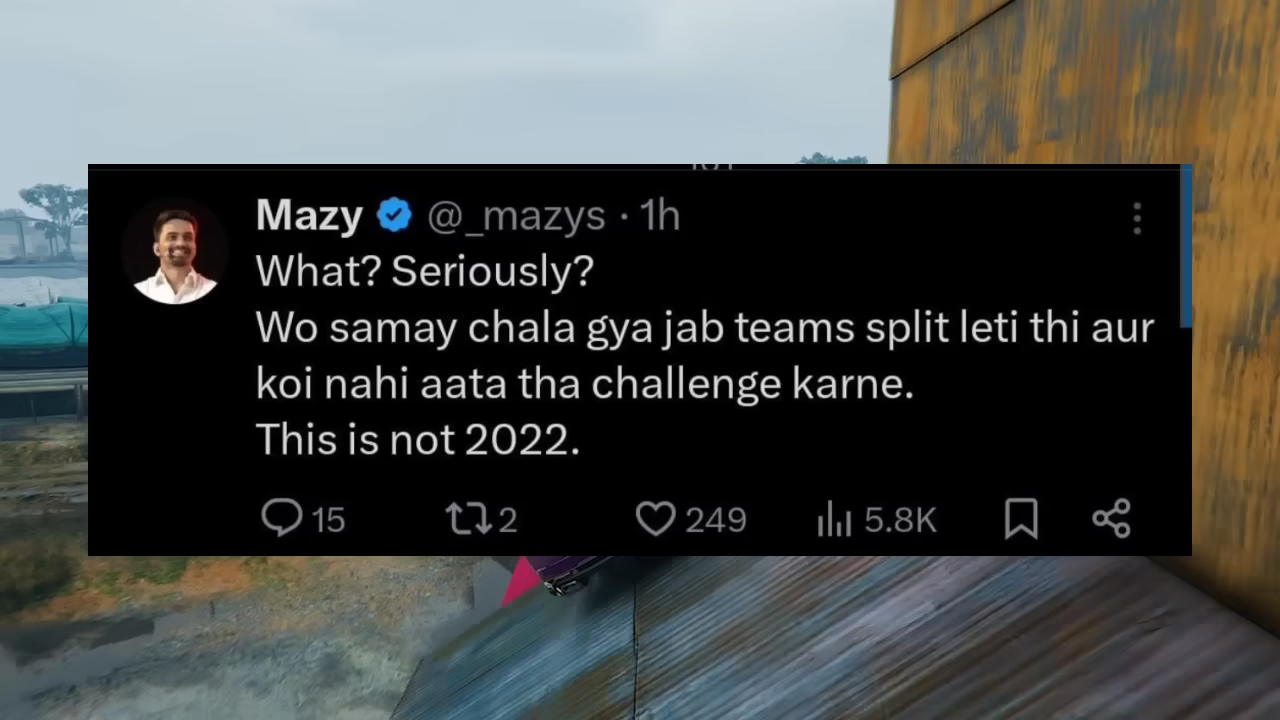 Mazy @_mazys · 1h
What? Seriously?
Wo samay chala gya jab teams split leti thi aur
koi nahi aata tha challenge karne.
This is not 2022.
15 2 249 5.8K